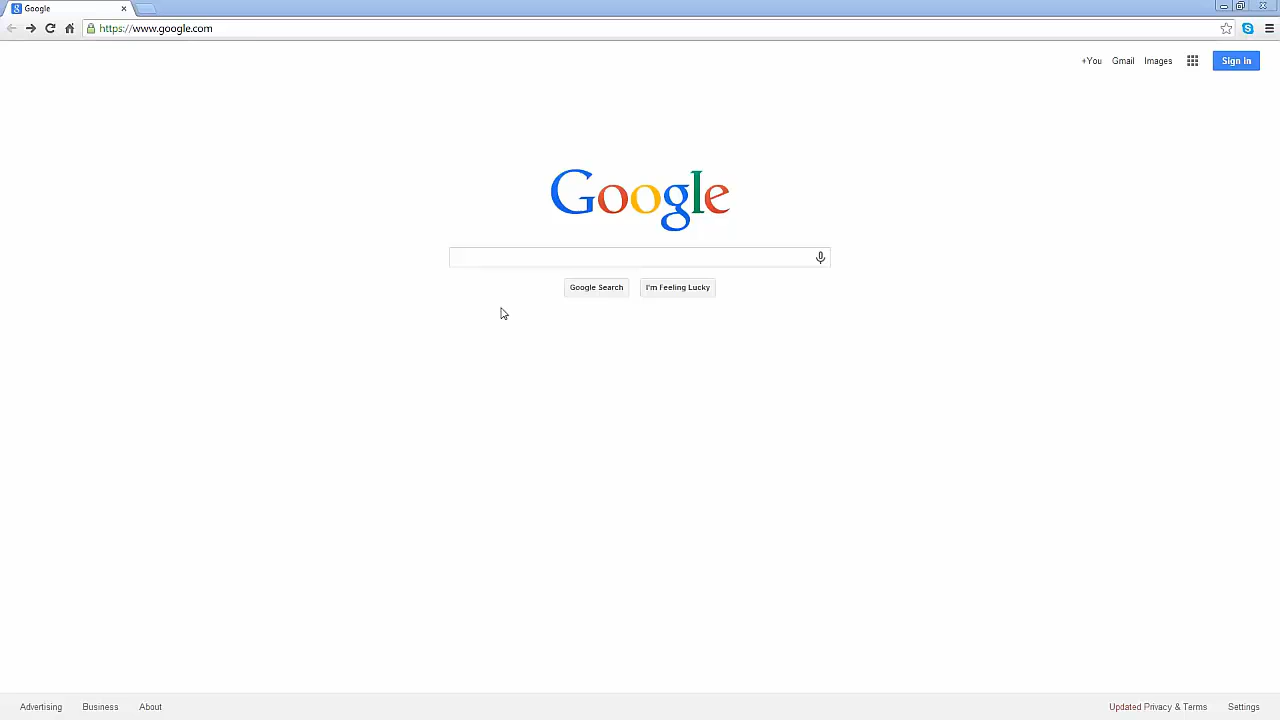 Google
https://www.google.com
+You Gmail Images Sign in
Google
Google Search I'm Feeling Lucky
Advertising Business About Updated Privacy & Terms Settings